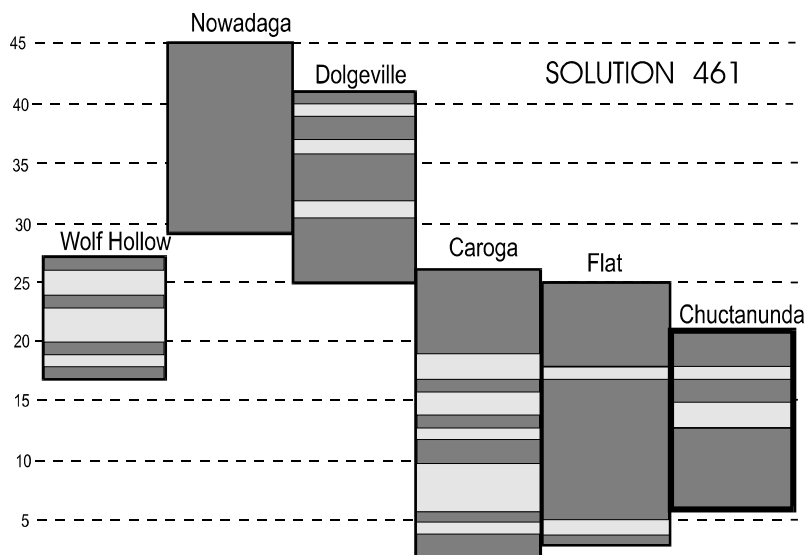 Nowadaga
45
Dolgeville
SOLUTION 461
40
35
30
Wolf Hollow
Caroga
Flat
25
Chuctanunda
20
15
10
5